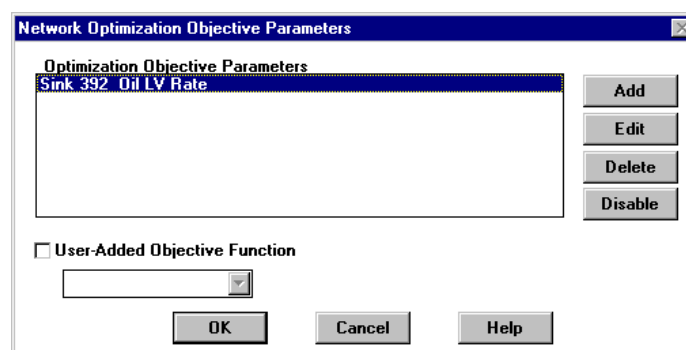 Network Optimization Objective Parameters
Optimization Objective Parameters
Sink 392 Oil LV Rate
Add
Edit
Delete
Disable
User-Added Objective Function
OK
Cancel
Help